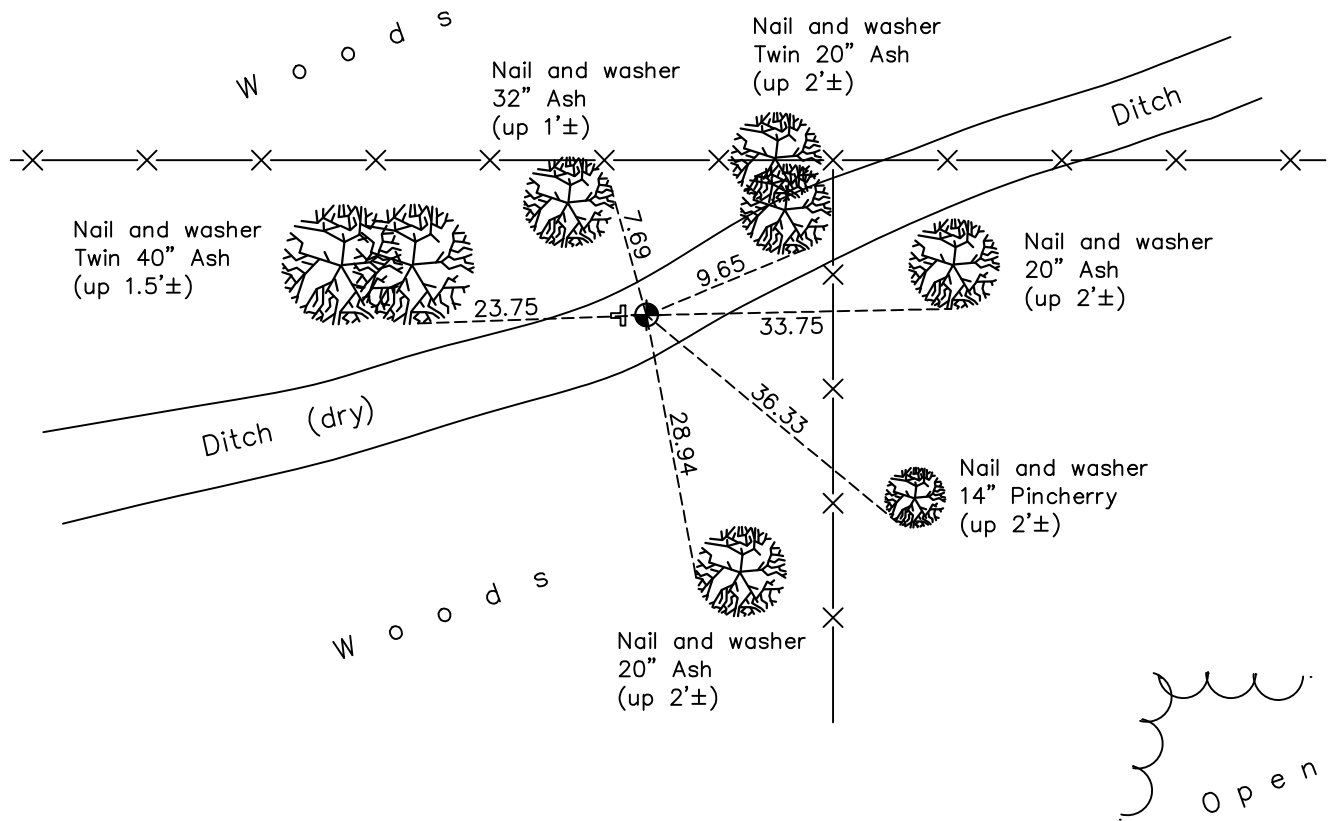 Woods
Nail and washer
Twin 20" Ash
(up 2'±)
Nail and washer
32" Ash
(up 1'±)
Ditch
Nail and washer
Twin 40" Ash
(up 1.5'±)
7.69
9.65
Nail and washer
20" Ash
(up 2'±)
23.75
33.75
Ditch (dry)
36.33
28.94
Nail and washer
14" Pincherry
(up 2'±)
Woods
Nail and washer
20" Ash
(up 2'±)
Open